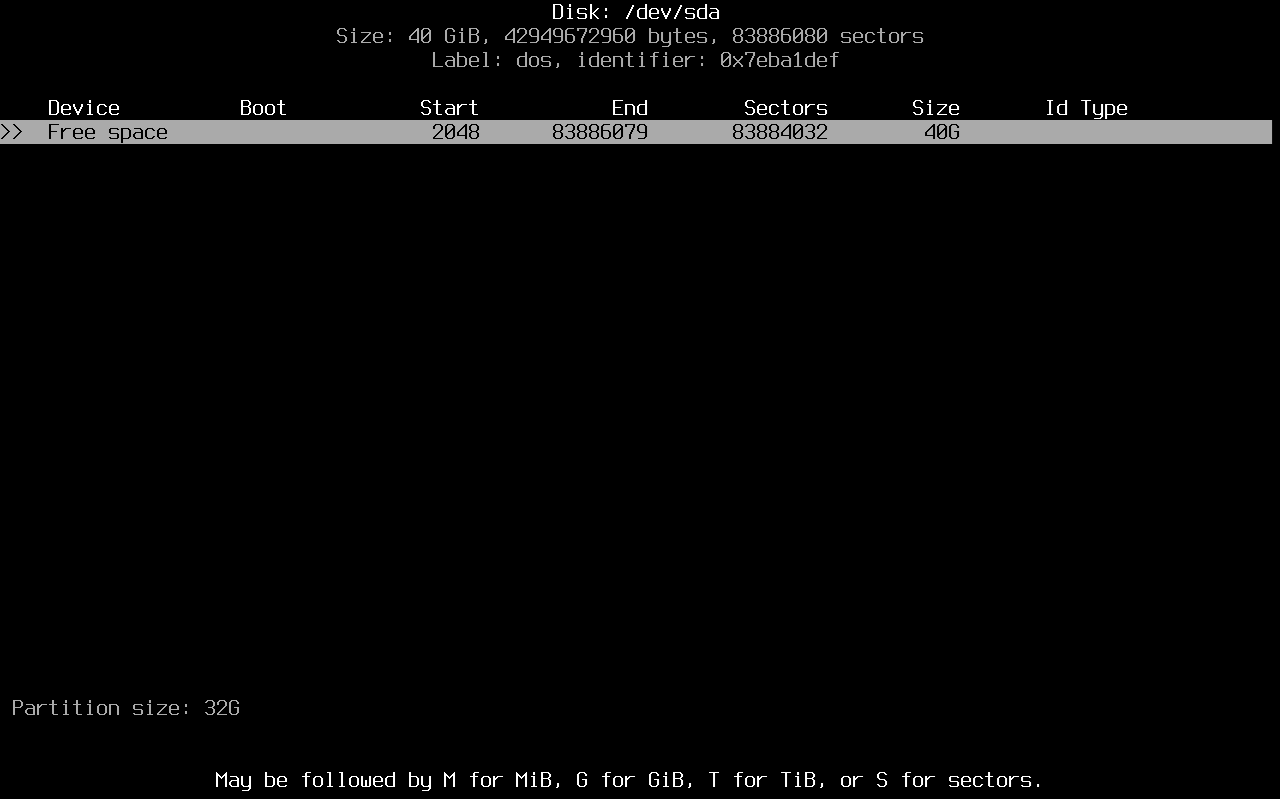 Disk: /dev/sda
Size: 40 GiB, 42949672960 bytes, 83886080 sectors
Label: dos, identifier: 0x7eba1def
Device Boot Start End Sectors Size Id Type
>> Free space 2048 83886079 83884032 40G
Partition size: 32G
May be followed by M for MiB, G for GiB, T for TiB, or S for sectors.